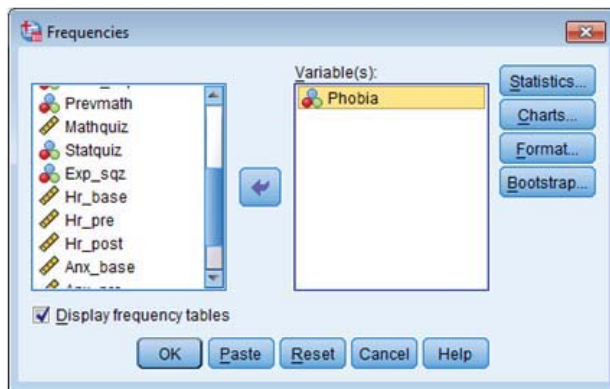 Frequencies
Variable(s):
Prevmath
Mathquiz
Statquiz
Exp_sqz
Hr_base
Hr_pre
Hr_post
Anx_base
Phobia
Statistics...
Charts...
Format...
Bootstrap...
Display frequency tables
OK
Paste
Reset
Cancel
Help